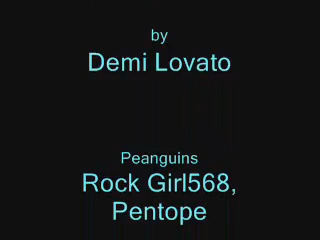 by
Demi Lovato
Peanguins
Rock Girl568,
Pentope